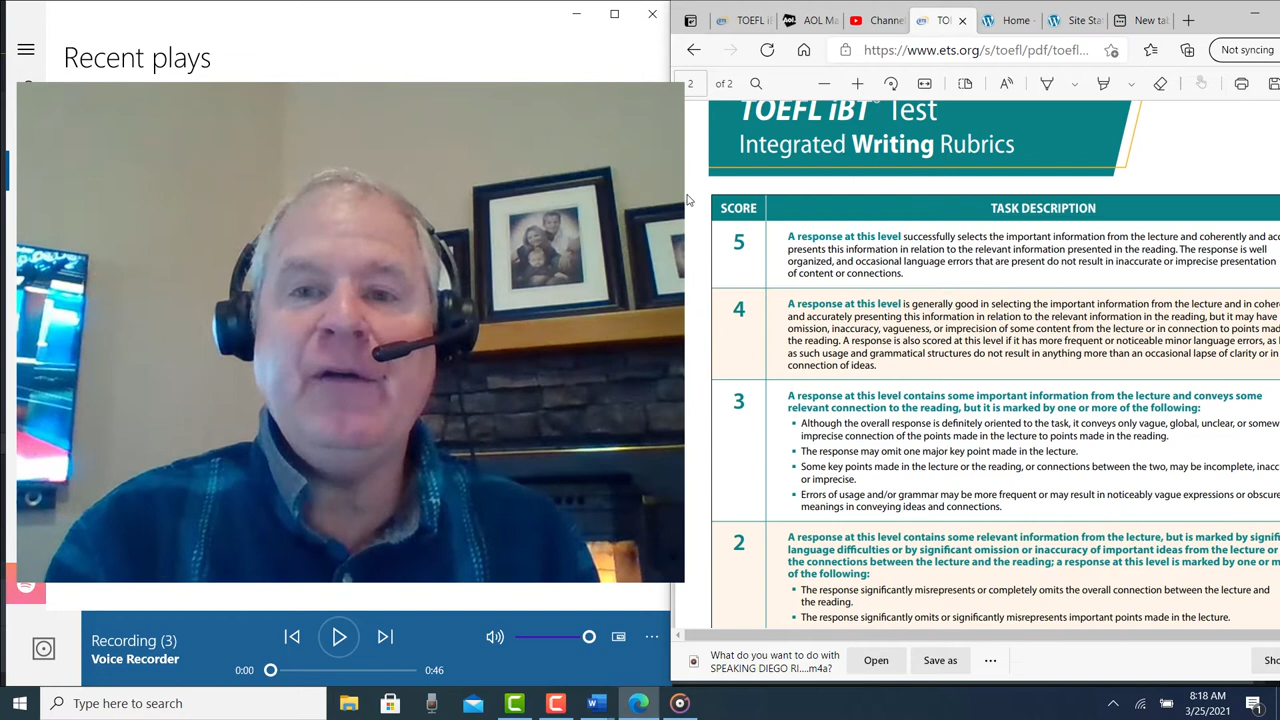 Recent plays
Recording (3)
Voice Recorder
0:00
0:46
TOEFL iB
AOL Ma
Channel
TO
Home -
Site Sta
New tab
https://www.ets.org/s/toefl/pdf/toefl...
Not syncing
2
of 2
TOEFL iBT® Test
Integrated Writing Rubrics
SCORE
TASK DESCRIPTION
5
A response at this level successfully selects the important information from the lecture and coherently and acc
presents this information in relation to the relevant information presented in the reading. The response is well
organized, and occasional language errors that are present do not result in inaccurate or imprecise presentation
of content or connections.
4
A response at this level is generally good in selecting the important information from the lecture and in coher
and accurately presenting this information in relation to the relevant information in the reading, but it may have
omission, inaccuracy, vagueness, or imprecision of some content from the lecture or in connection to points mad
the reading. A response is also scored at this level if it has more frequent or noticeable minor language errors, as l
as such usage and grammatical structures do not result in anything more than an occasional lapse of clarity or in
connection of ideas.
3
A response at this level contains some important information from the lecture and conveys some
relevant connection to the reading, but it is marked by one or more of the following:
Although the overall response is definitely oriented to the task, it conveys only vague, global, unclear, or somew
imprecise connection of the points made in the lecture to points made in the reading.
The response may omit one major key point made in the lecture.
Some key points made in the lecture or the reading, or connections between the two, may be incomplete, inacc
or imprecise.
Errors of usage and/or grammar may be more frequent or may result in noticeably vague expressions or obscure
meanings in conveying ideas and connections.
2
A response at this level contains some relevant information from the lecture, but is marked by signif
language difficulties or by significant omission or inaccuracy of important ideas from the lecture or
the connections between the lecture and the reading; a response at this level is marked by one or m
of the following:
The response significantly misrepresents or completely omits the overall connection between the lecture and
the reading.
The response significantly omits or significantly misrepresents important points made in the lecture.
What do you want to do with
SPEAKING DIEGO RI....m4a?
Open
Save as
Sho
Type here to search
8:18 AM
3/25/2021